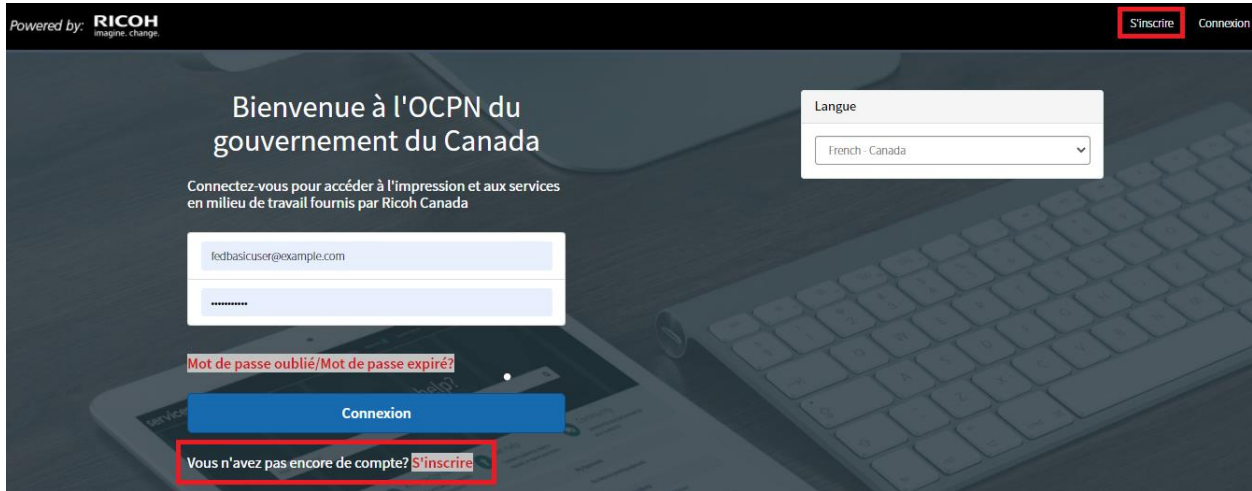 Powered by: RICOH
imagine. change.
S'inscrire
Connexion
Bienvenue à l'OCPN du
gouvernement du Canada
Langue
French - Canada
Connectez-vous pour accéder à l'impression et aux services
en milieu de travail fournis par Ricoh Canada
fedbasicuser@example.com
Mot de passe oublié/Mot de passe expiré?
help?
Connexion
Vous n'avez pas encore de compte? S'inscrire